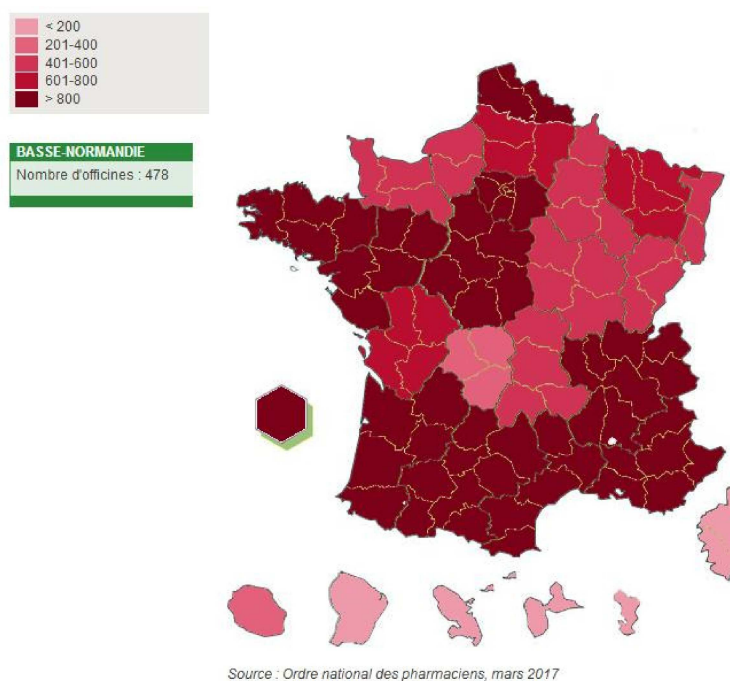 < 200
201-400
401-600
601-800
> 800
BASSE-NORMANDIE
Nombre d'officines : 478
Source : Ordre national des pharmaciens, mars 2017